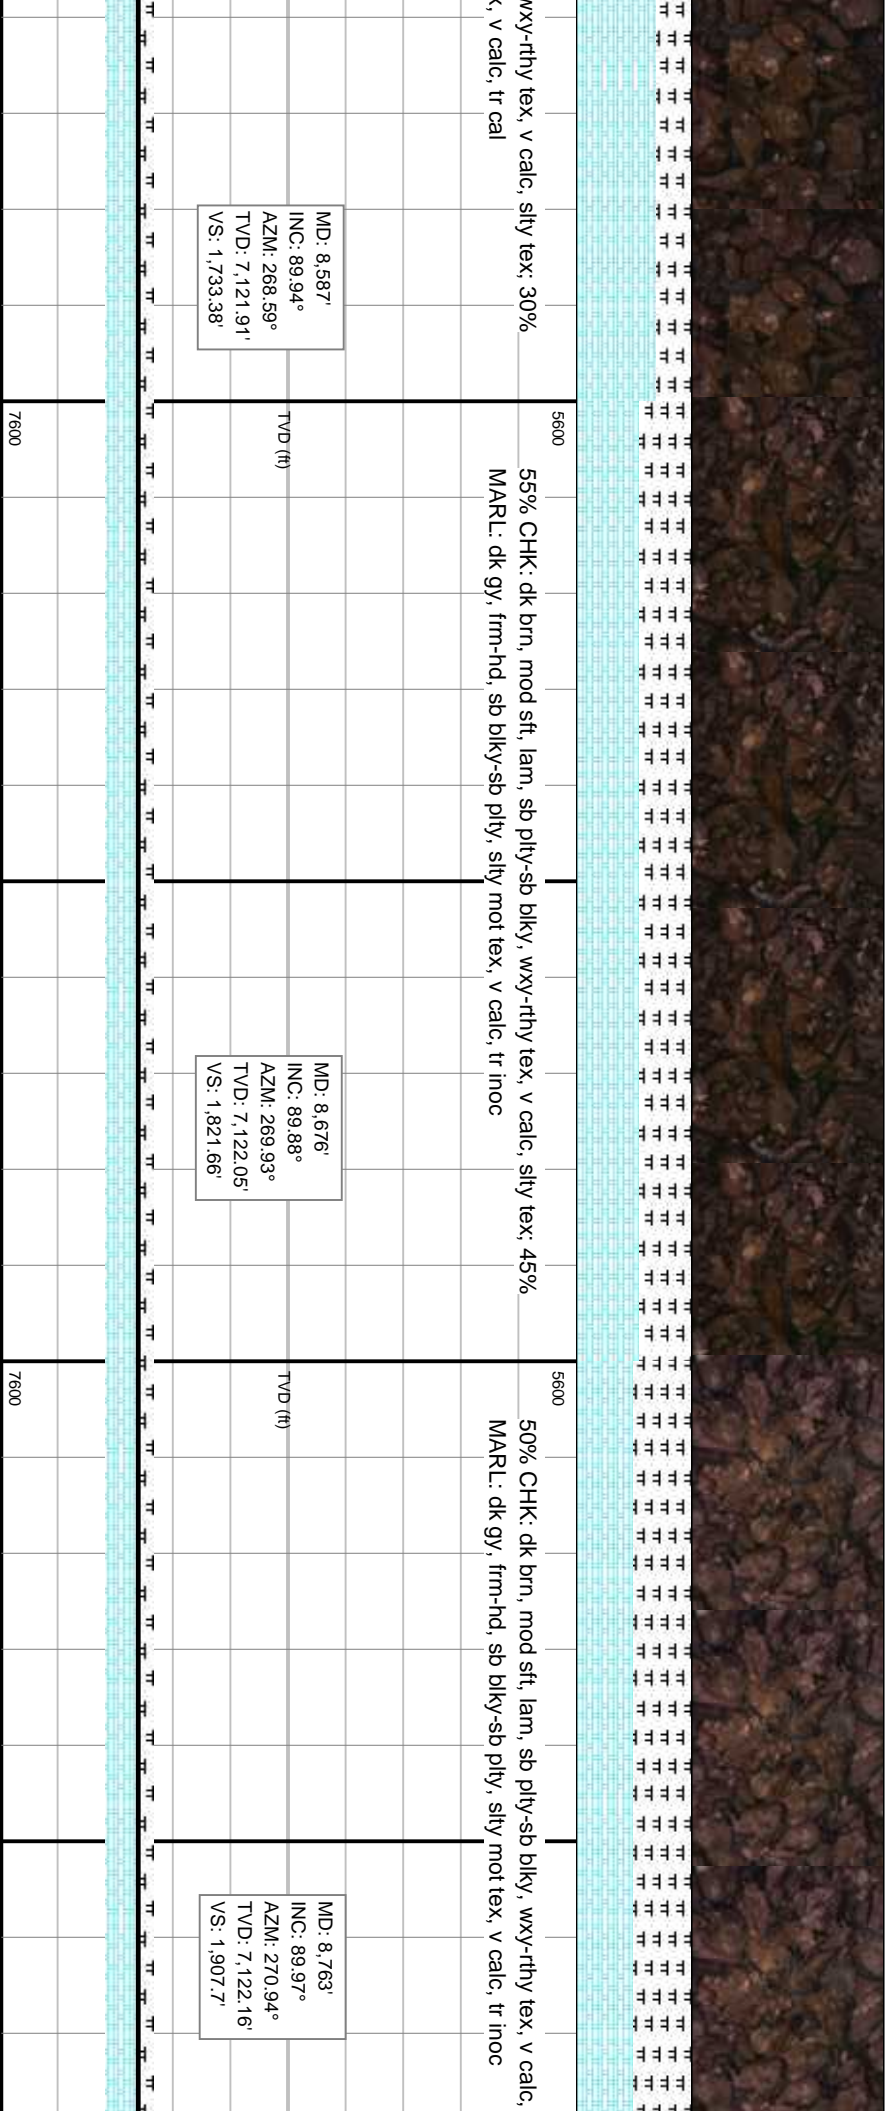 wxy-rthy tex, v calc, slty tex; 30%
, v calc, tr cal
MD: 8,587'
INC: 89.94°
AZM: 268.59°
TVD: 7,121.91'
VS: 1,733.38'
5600
TVD (ft)
7600
55% CHK: dk brn, mod sft, lam, sb plty-sb blky, wxy-rthy tex, v calc, slty tex; 45%
MARL: dk gy, frm-hd, sb blky-sb plty, slty mot tex, v calc, tr inoc
MD: 8,676'
INC: 89.88°
AZM: 269.93°
TVD: 7,122.05'
VS: 1,821.66'
5600
TVD (ft)
7600
50% CHK: dk brn, mod sft, lam, sb plty-sb blky, wxy-rthy tex, v calc,
MARL: dk gy, frm-hd, sb blky-sb plty, slty mot tex, v calc, tr inoc
MD: 8,763'
INC: 89.97°
AZM: 270.94°
TVD: 7,122.16'
VS: 1,907.7'